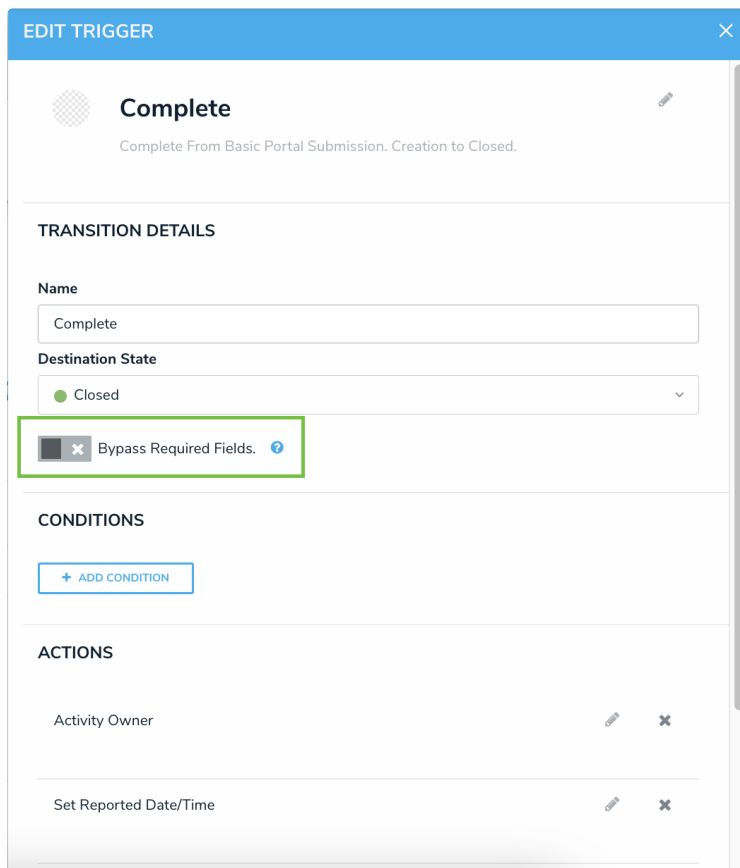 EDIT TRIGGER
Complete
Complete From Basic Portal Submission. Creation to Closed.
TRANSITION DETAILS
Name
Complete
Destination State
Closed
Bypass Required Fields.
CONDITIONS
+ ADD CONDITION
ACTIONS
Activity Owner
Set Reported Date/Time